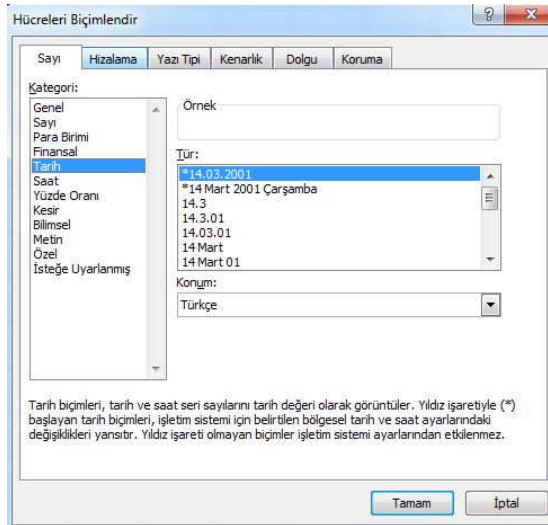 Hücreleri Biçimlendir
Sayı Hizalama Yazı Tipi Kenarlık Dolgu Koruma
Kategori:
Genel
Sayı
Para Birimi
Finansal
Tarih
Saat
Yüzde Oranı
Kesir
Bilimsel
Metin
Özel
İsteğe Uyarlanmış
Örnek
Tür:
*14.03.2001
*14 Mart 2001 Çarşamba
14.3
14.3.01
14.03.01
14 Mart
14 Mart 01
Konum:
Türkçe
Tarih biçimleri, tarih ve saat seri sayılarını tarih değeri olarak görüntüler. Yıldız işaretiyle (*)
başlayan tarih biçimleri, işletim sistemi için belirtilen bölgesel tarih ve saat ayarlarındaki
değişiklikleri yansıtır. Yıldız işareti olmayan biçimler işletim sistemi ayarlarından etkilenmez.
Tamam İptal